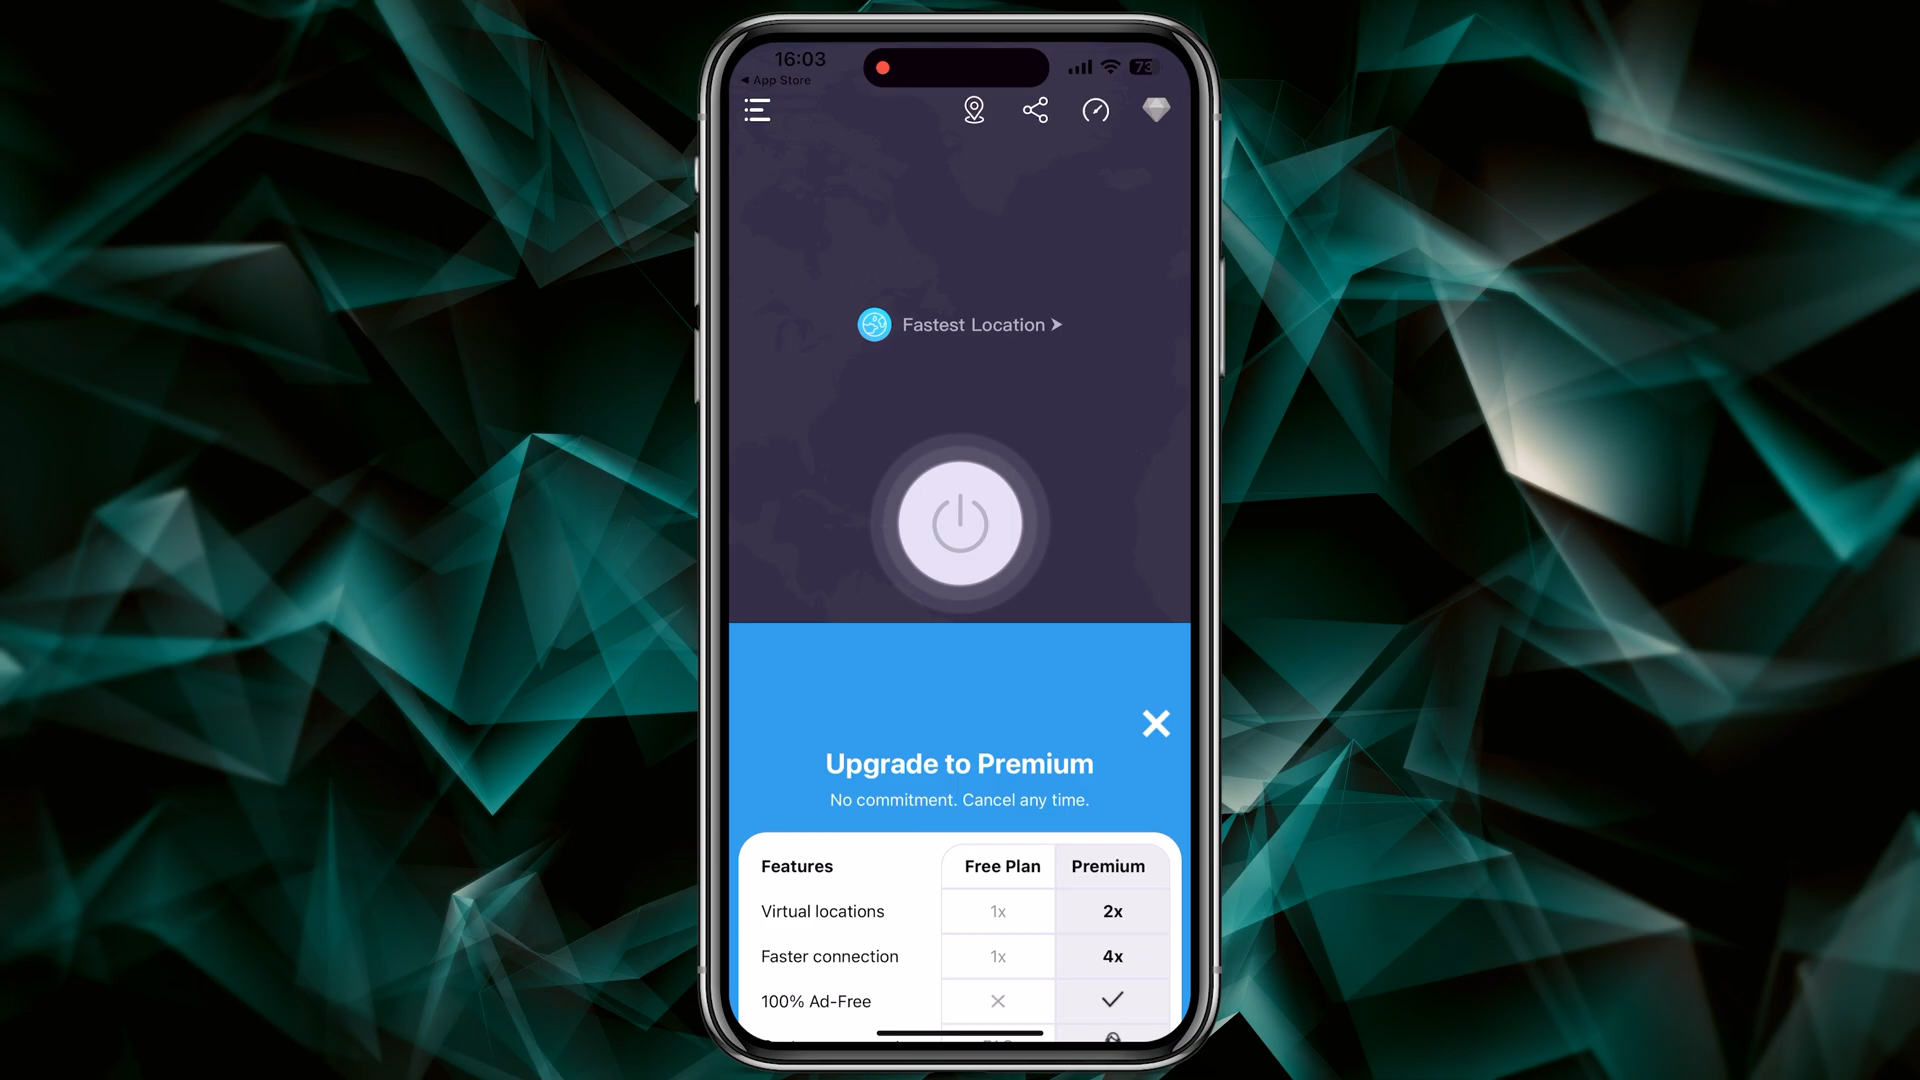 16:03
73
◀ App Store
Fastest Location ➤
Upgrade to Premium
No commitment. Cancel any time.
Features Free Plan Premium
Virtual locations 1x 2x
Faster connection 1x 4x
100% Ad-Free